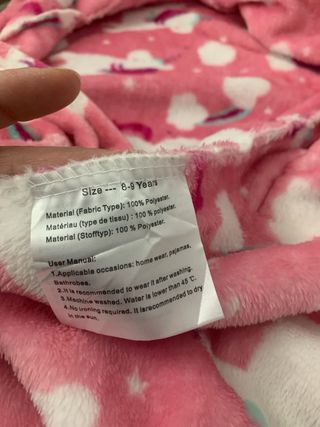 Size --- 8-9 Years
Material (Fabric Type): 100% Polyester.
Matériau (type de tissu) : 100 % polyester.
Material (Stofftyp): 100 % Polyester.
User Manual:
1.Applicable occasions: home wear, pajamas,
Bathrobes.
2.It is recommended to wear it after washing.
3.Machine washed. Water is lower than 45°C.
4.No ironing required. It is recommended to dry
in the sun.